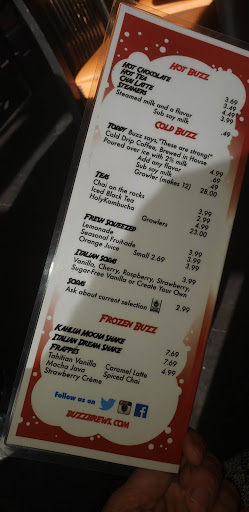 HOT BUZZ
HOT CHOCOLATE 3.69
HOT TEA 3.49
CHAI LATTE 4.49
STEAMERS 3.99
Steamed milk and a flavor
Sub soy milk .49
COLD BUZZ
TOBBY Buzz says, "These are strong!"
Cold Drip Coffee, Brewed in House
Poured over ice with 2% milk 4.99
Add any flavor .69
Sub soy milk .49
Growler (makes 12) 28.00
TEAS
Chai on the rocks 3.99
Iced Black Tea 2.99
HolyKambucha 4.99
Growlers 23.00
FRESH SQUEEZED
Lemonade 3.99
Seasonal Fruitade 3.99
Orange Juice Small 2.69 3.99
ITALIAN SODAS 3.99
Vanilla, Cherry, Raspberry, Strawberry,
Sugar-Free Vanilla or Create Your Own
SODAS
Ask about current selection 2.99
FROZEN BUZZ
KAHLUA MOCHA SHAKE 7.69
ITALIAN DREAM SHAKE 7.69
FRAPPES 4.99
Tahitian Vanilla Caramel Latte
Mocha Java Spiced Chai
Strawberry Crème
Follow us on
BUZZBREWS.COM